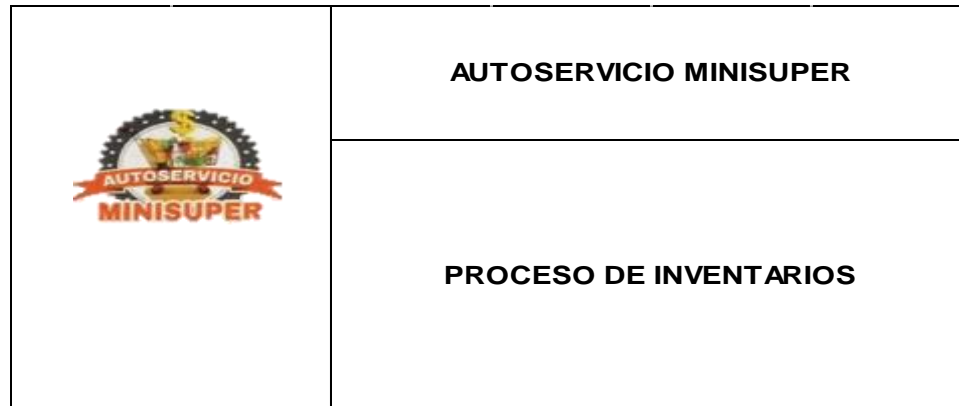 AUTOSERVICIO MINISUPER
$
AUTOSERVICIO
MINISUPER
PROCESO DE INVENTARIOS